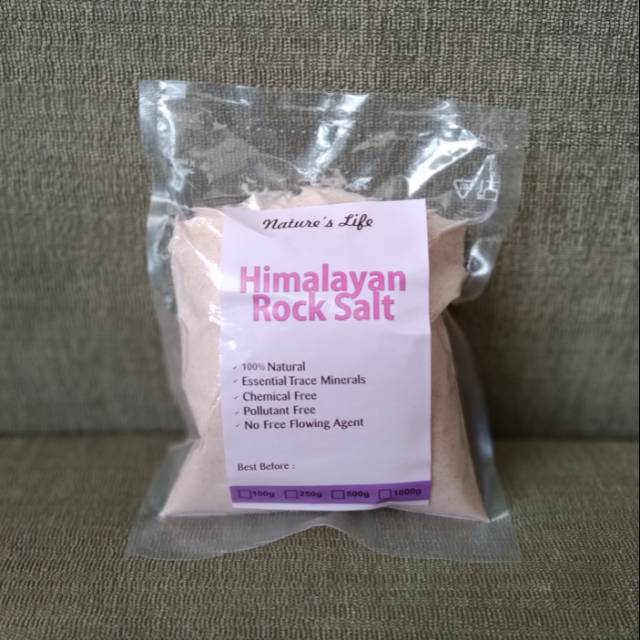 Nature's Life
Himalayan
Rock Salt
✓ 100% Natural
✓ Essential Trace Minerals
✓ Chemical Free
✓ Pollutant Free
✓ No Free Flowing Agent
Best Before :
100g 250g 500g 1000g